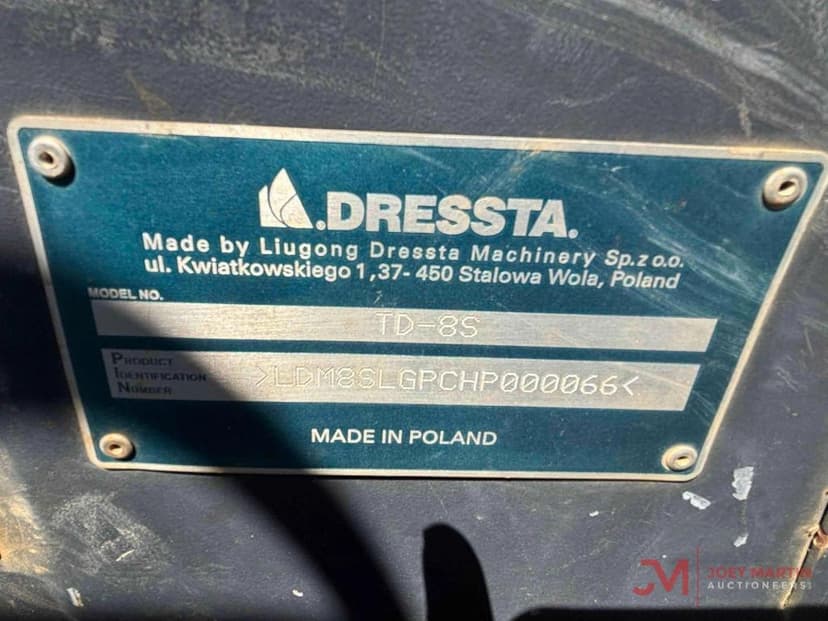 .DRESSTA.
Made by Liugong Dressta Machinery Sp.z o.o.
ul. Kwiatkowskiego 1 ,37- 450 Stalowa Wola, Poland
MODEL NO.
TD-8S
PRODUCT
IDENTIFICATION
NUMBER
>LDM8SLGPCHP000066<
MADE IN POLAND
JM
JOEY MARTIN
AUCTIONEERS